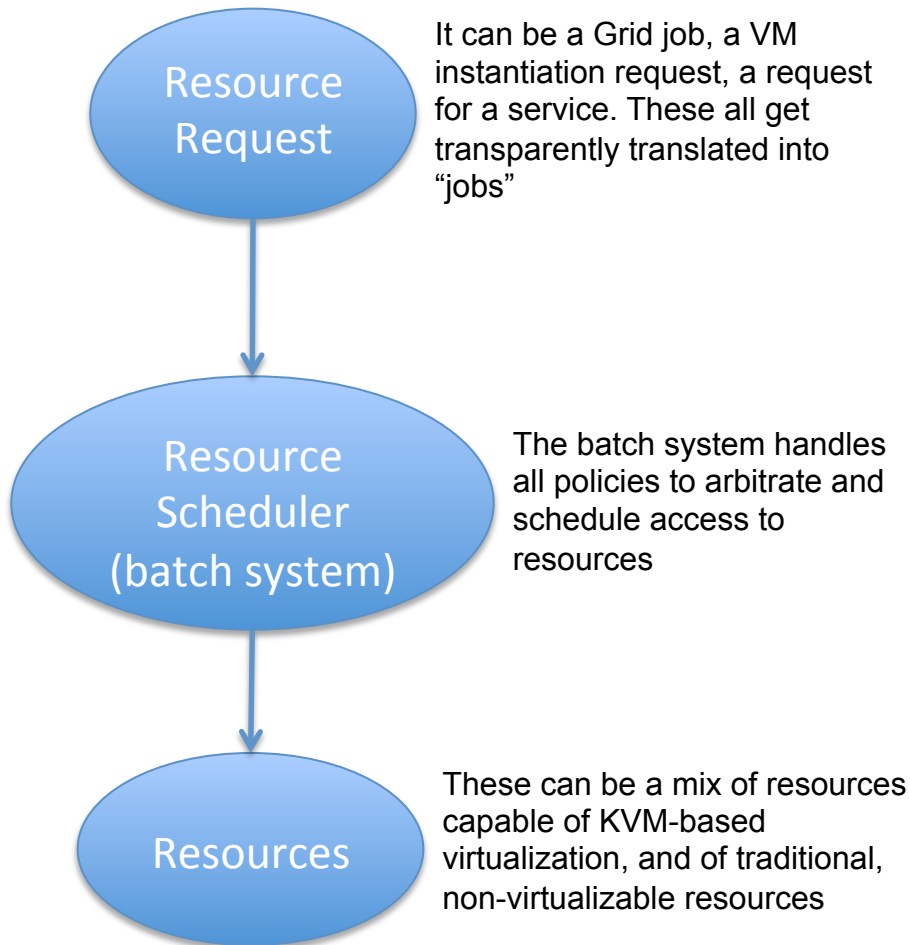 Resource
Request
It can be a Grid job, a VM
instantiation request, a request
for a service. These all get
transparently translated into
“jobs”
Resource
Scheduler
(batch system)
The batch system handles
all policies to arbitrate and
schedule access to
resources
Resources
These can be a mix of resources
capable of KVM-based
virtualization, and of traditional,
non-virtualizable resources